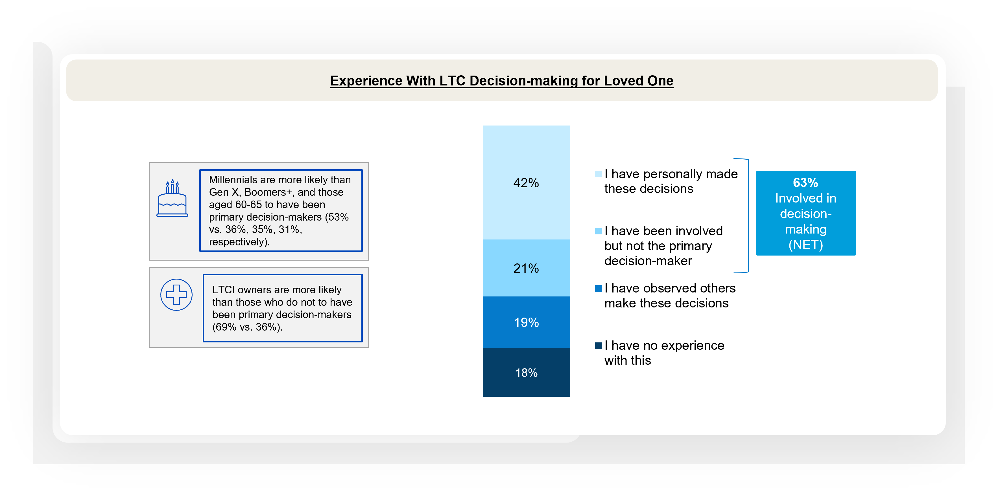 Experience With LTC Decision-making for Loved One
Millennials are more likely than
Gen X, Boomers+, and those
aged 60-65 to have been
primary decision-makers (53%
vs. 36%, 35%, 31%,
respectively).
LTCI owners are more likely
than those who do not to have
been primary decision-makers
(69% vs. 36%).
42%
21%
19%
18%
I have personally made
these decisions
I have been involved
but not the primary
decision-maker
I have observed others
make these decisions
I have no experience
with this
63%
Involved in
decision-
making
(NET)